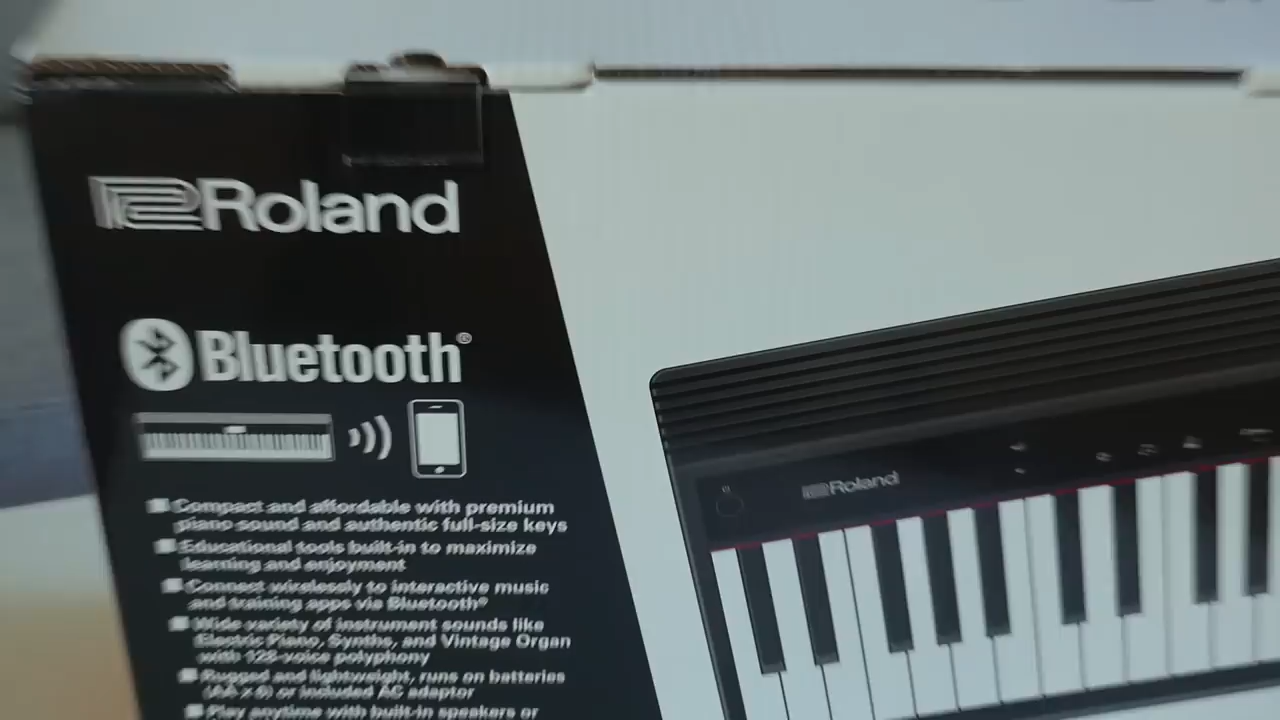 Roland
Bluetooth®
Compact and affordable with premium
piano sound and authentic full-size keys
Educational tools built-in to maximize
learning and enjoyment
Connect wirelessly to interactive music
and training apps via Bluetooth®
Wide variety of instrument sounds like
Electric Piano, Synths, and Vintage Organ
with 128-voice polyphony
Rugged and lightweight, runs on batteries
(AA x 6) or included AC adaptor
Play anytime with built-in speakers or
Roland